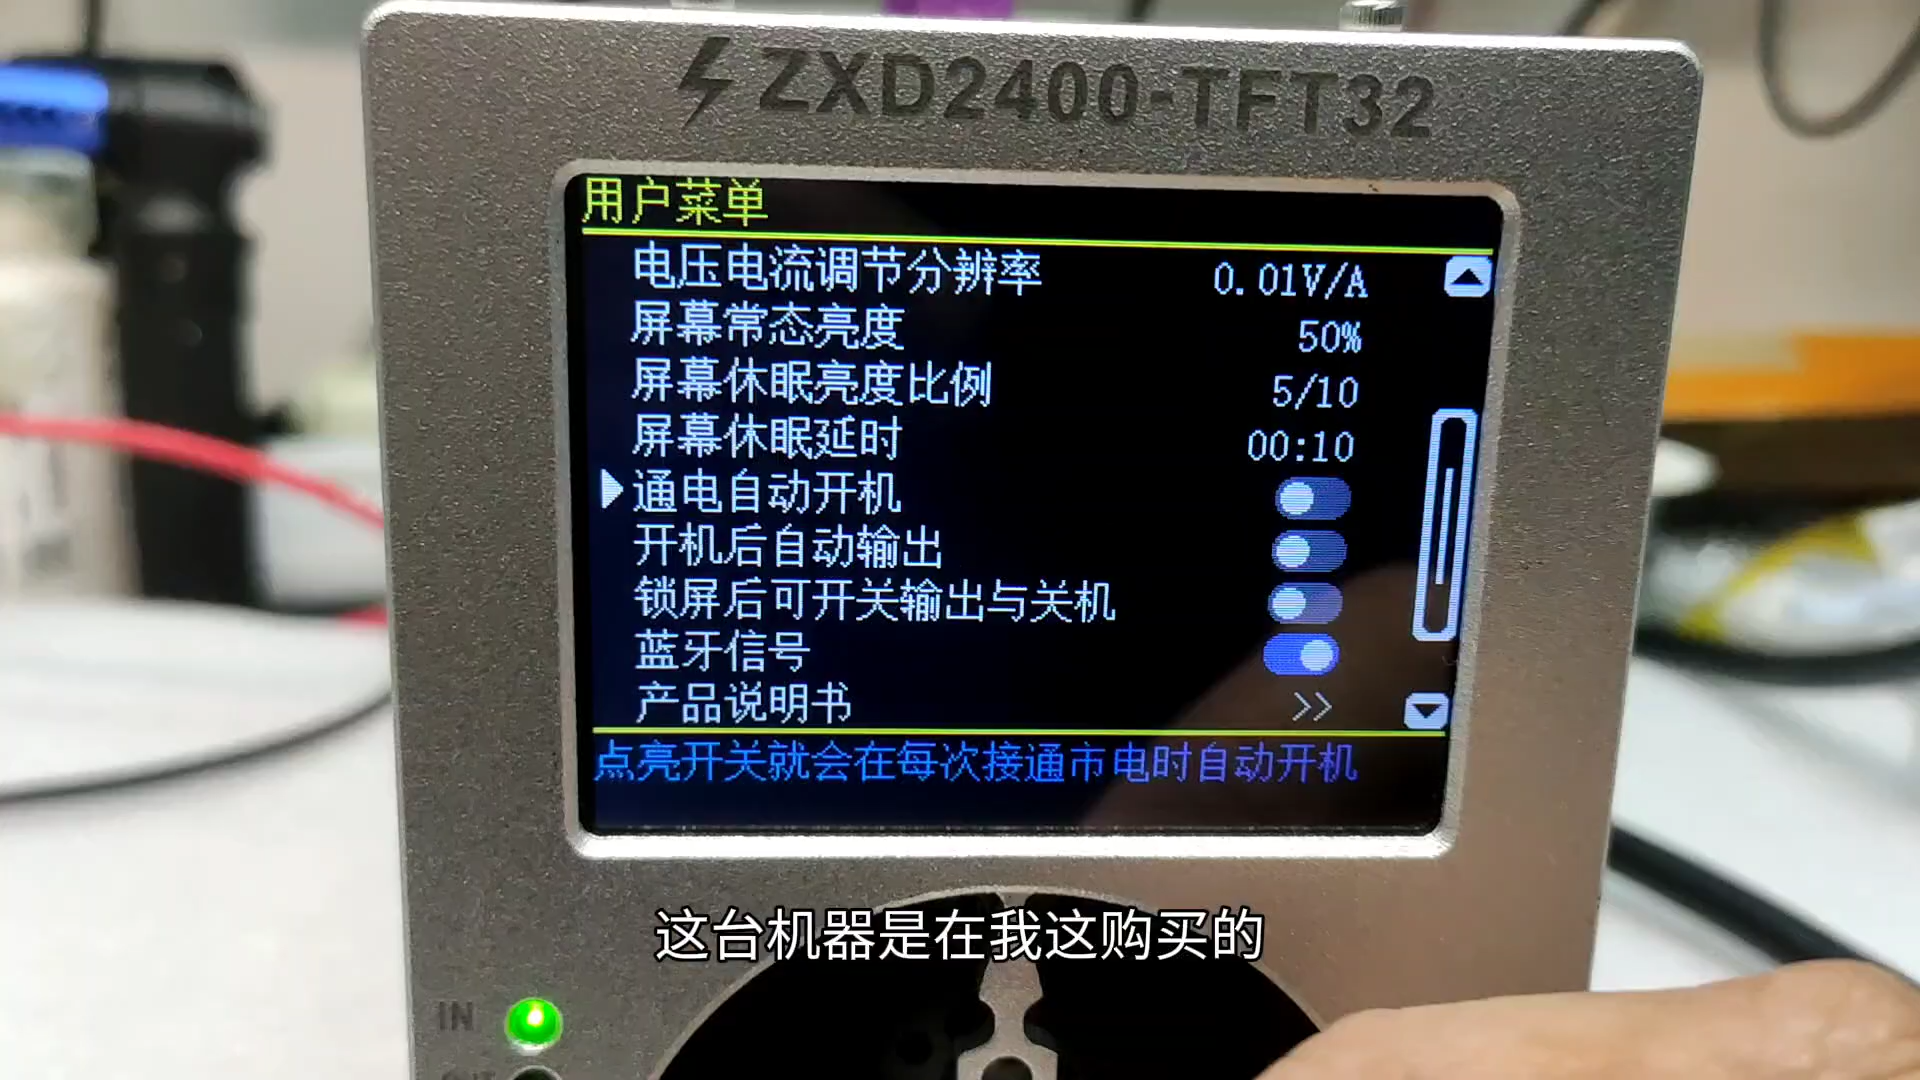 ZXD2400-TFT32
用户菜单
电压电流调节分辨率 0.01V/A
屏幕常态亮度 50%
屏幕休眠亮度比例 5/10
屏幕休眠延时 00:10
通电自动开机
开机后自动输出
锁屏后可开关输出与关机
蓝牙信号
产品说明书 >>
点亮开关就会在每次接通市电时自动开机
这台机器是在我这购买的
IN
OUT